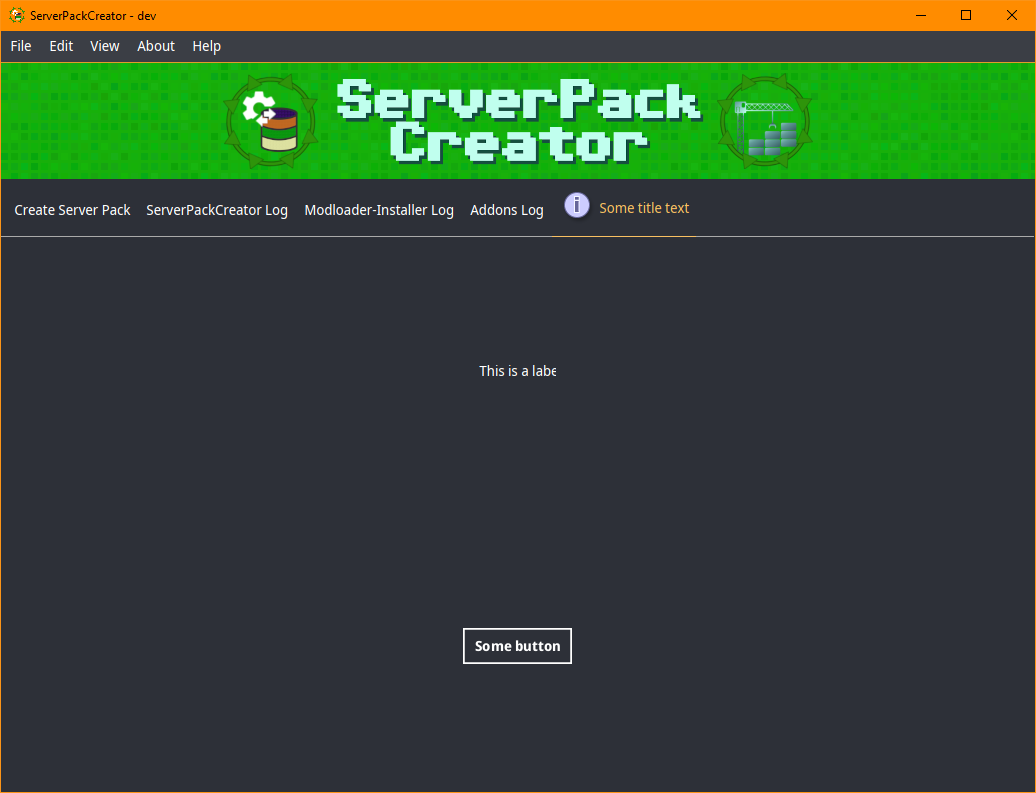 ServerPackCreator - dev
File Edit View About Help
ServerPack
Creator
Create Server Pack ServerPackCreator Log Modloader-Installer Log Addons Log i Some title text
This is a labe
Some button